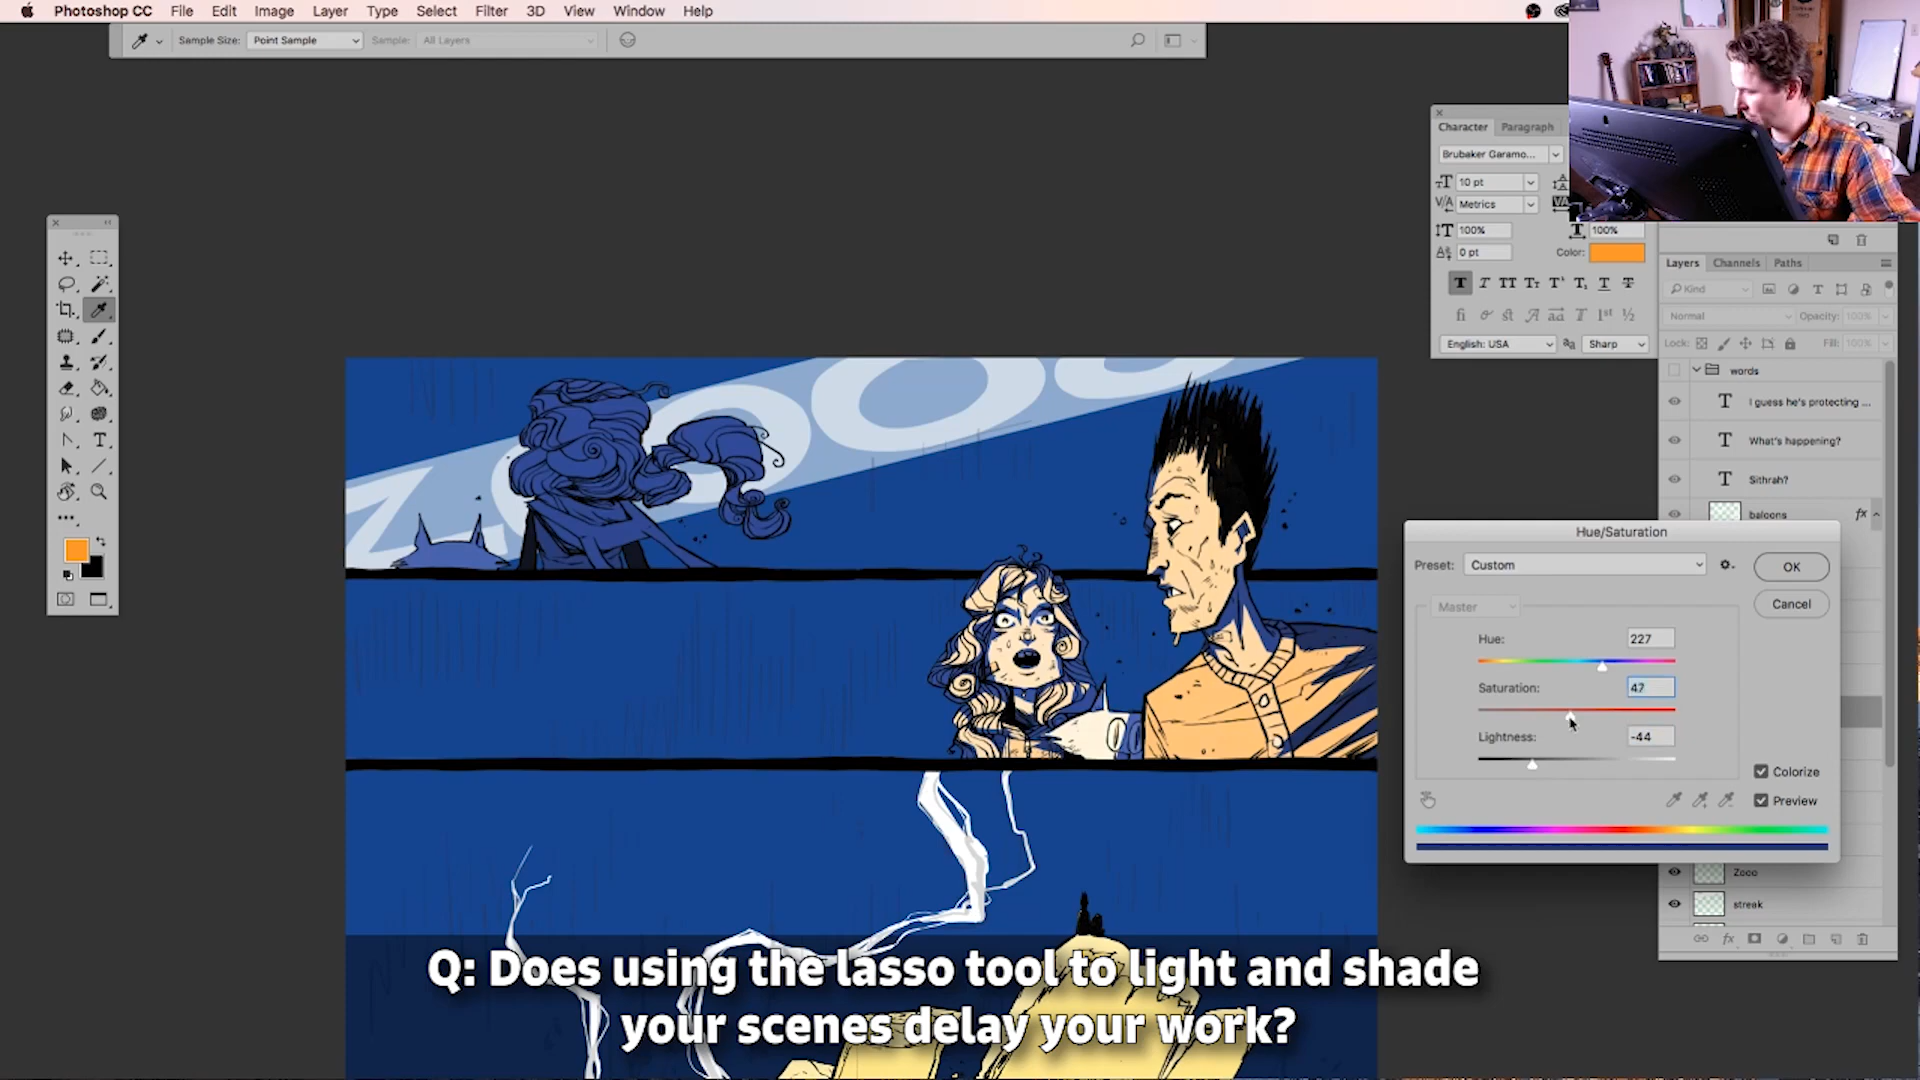 Photoshop CC File Edit Image Layer Type Select Filter 3D View Window Help
Sample Size: Point Sample Sample: All Layers
Character Paragraph
Brubaker Garamo...
10 pt
Metrics
100% 100%
0 pt Color:
English: USA Sharp
Layers Channels Paths
Kind
Normal Opacity: 100%
Lock: Fill: 100%
words
I guess he's protecting ...
What's happening?
Sithrah?
baloons fx
ZOOO
Hue/Saturation
Preset: Custom OK
Master Cancel
Hue: 227
Saturation: 47
Lightness: -44
Colorize
Preview
Zooo
streak
Q: Does using the lasso tool to light and shade
your scenes delay your work?